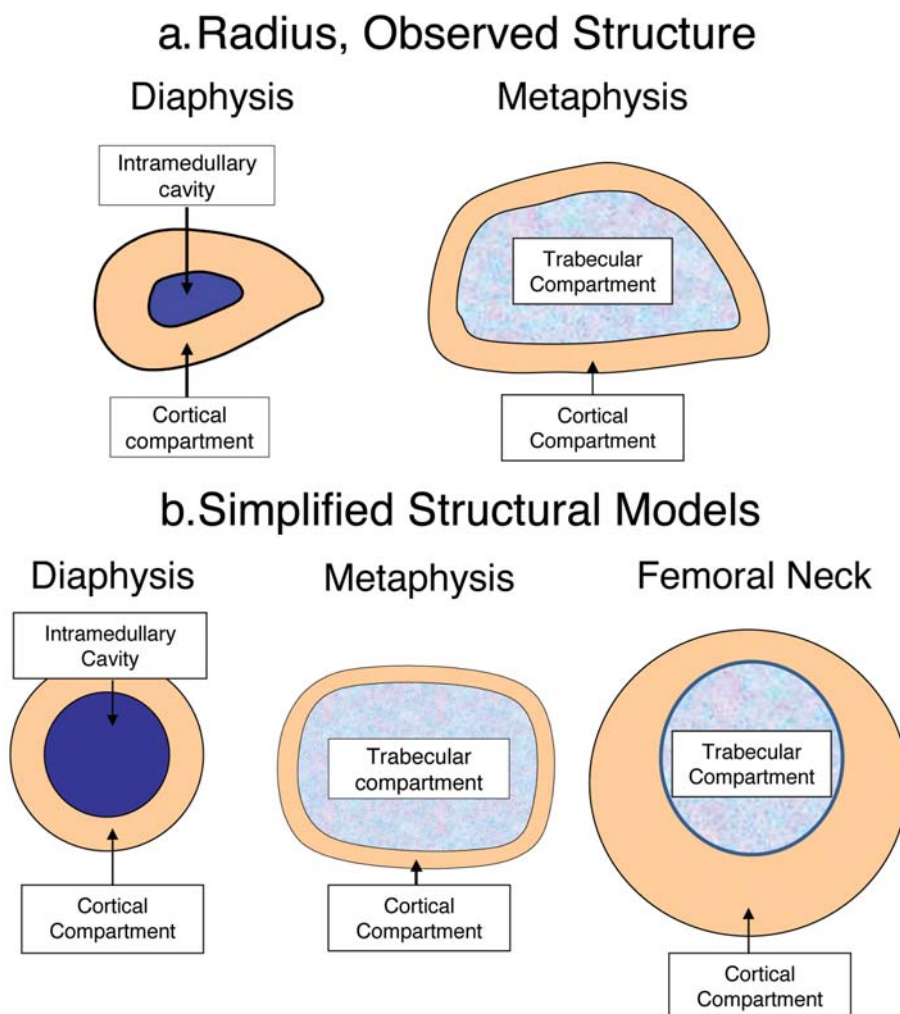 a.Radius, Observed Structure
Diaphysis
Metaphysis
Intramedullary
cavity
Trabecular
Compartment
Cortical
compartment
Cortical
Compartment
b.Simplified Structural Models
Diaphysis
Metaphysis
Femoral Neck
Intramedullary
Cavity
Trabecular
compartment
Trabecular
Compartment
Cortical
Compartment
Cortical
Compartment
Cortical
Compartment